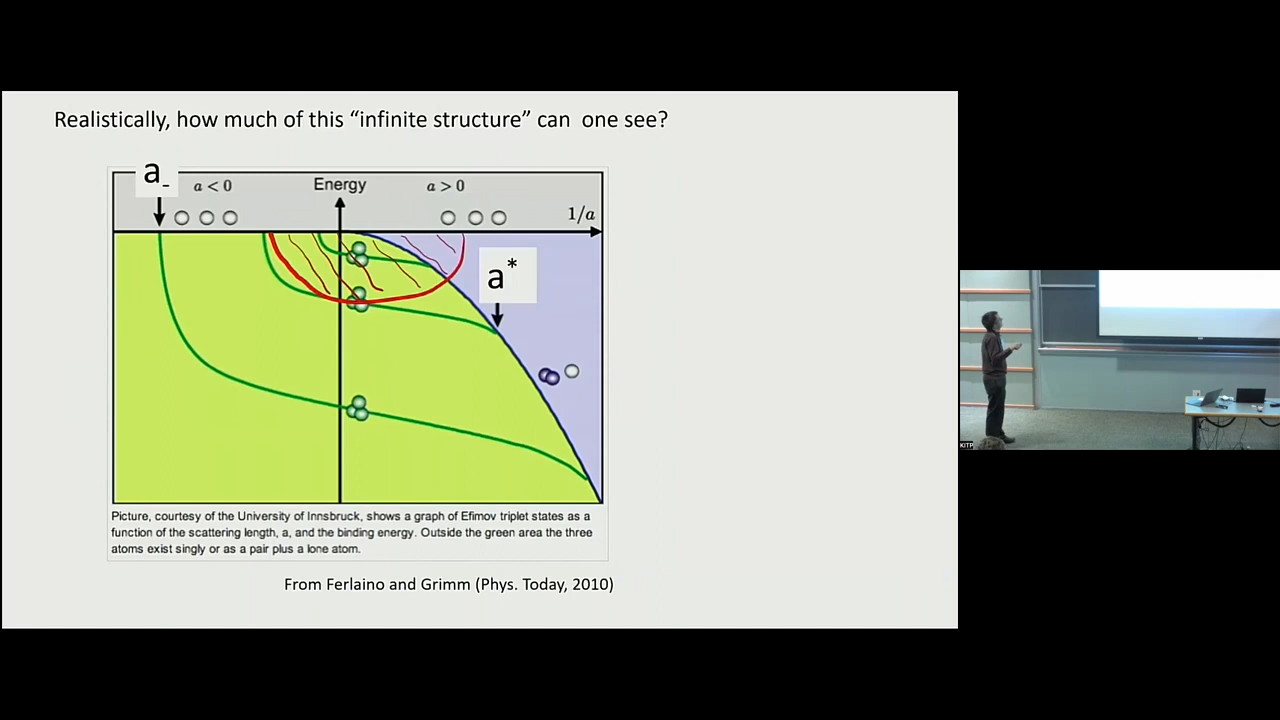 Realistically, how much of this “infinite structure” can one see?
a-
a < 0
Energy
a > 0
1/a
a*
Picture, courtesy of the University of Innsbruck, shows a graph of Efimov triplet states as a
function of the scattering length, a, and the binding energy. Outside the green area the three
atoms exist singly or as a pair plus a lone atom.
From Ferlaino and Grimm (Phys. Today, 2010)
KITP